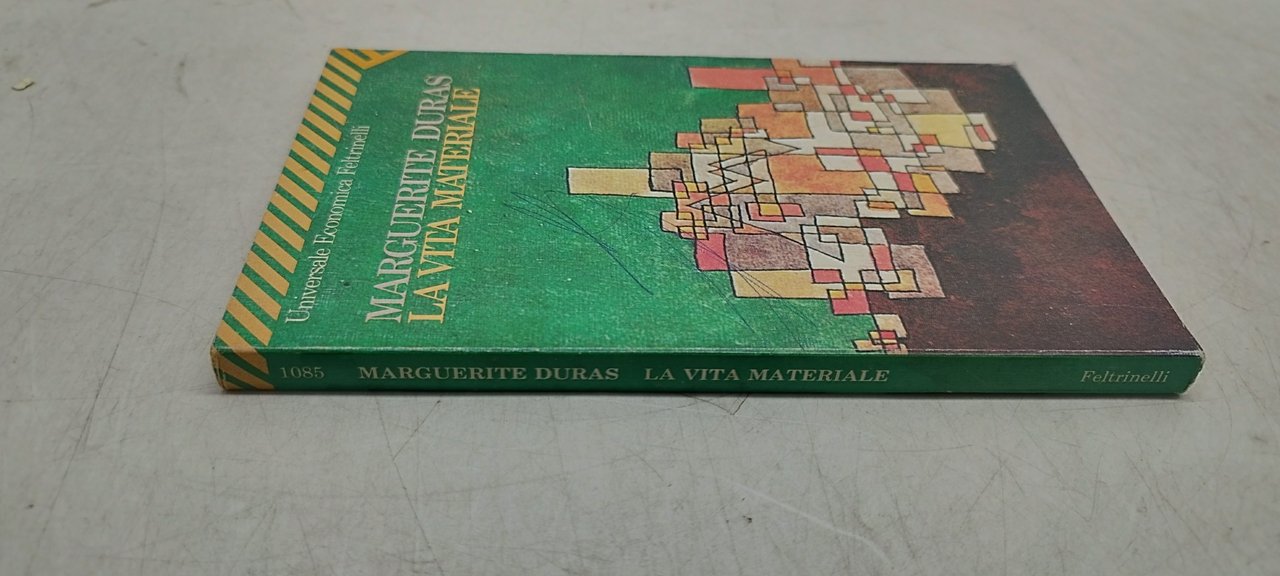 Universale Economica Feltrinelli
MARGUERITE DURAS
LA VITA MATERIALE
1085 MARGUERITE DURAS LA VITA MATERIALE Feltrinelli